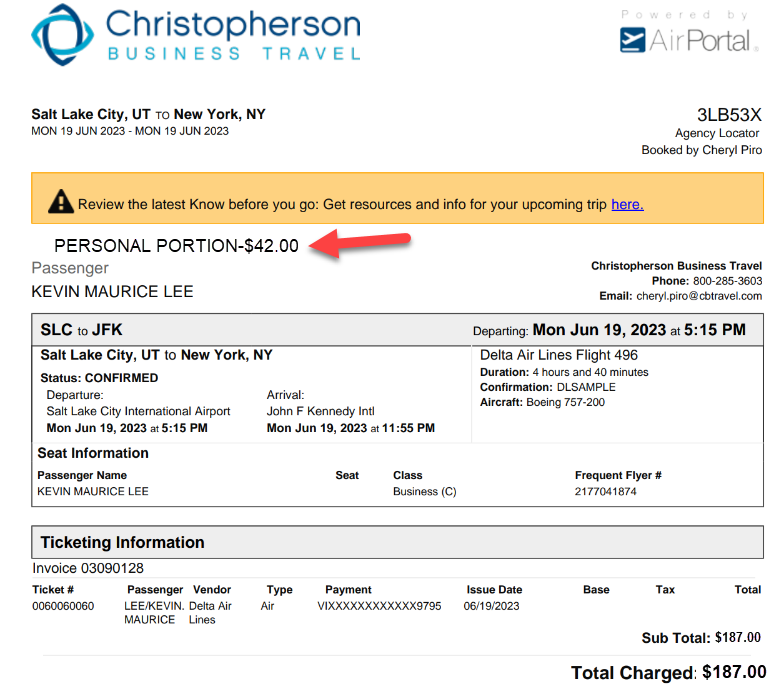 Christopherson
BUSINESS TRAVEL
Powered by
AirPortal®
Salt Lake City, UT TO New York, NY
MON 19 JUN 2023 - MON 19 JUN 2023
3LB53X
Agency Locator
Booked by Cheryl Piro
Review the latest Know before you go: Get resources and info for your upcoming trip here.
PERSONAL PORTION-$42.00
Passenger
KEVIN MAURICE LEE
Christopherson Business Travel
Phone: 800-285-3603
Email: cheryl.piro@cbtravel.com
SLC to JFK
Departing: Mon Jun 19, 2023 at 5:15 PM
Salt Lake City, UT to New York, NY
Status: CONFIRMED
Departure:
Salt Lake City International Airport
Mon Jun 19, 2023 at 5:15 PM
Arrival:
John F Kennedy Intl
Mon Jun 19, 2023 at 11:55 PM
Delta Air Lines Flight 496
Duration: 4 hours and 40 minutes
Confirmation: DLSAMPLE
Aircraft: Boeing 757-200
Seat Information
Passenger Name Seat Class Frequent Flyer #
KEVIN MAURICE LEE Business (C) 2177041874
Ticketing Information
Invoice 03090128
Ticket # Passenger Vendor Type Payment Issue Date Base Tax Total
0060060060 LEE/KEVIN. Delta Air Air VIXXXXXXXXXXXX9795 06/19/2023
MAURICE Lines
Sub Total: $187.00
Total Charged: $187.00